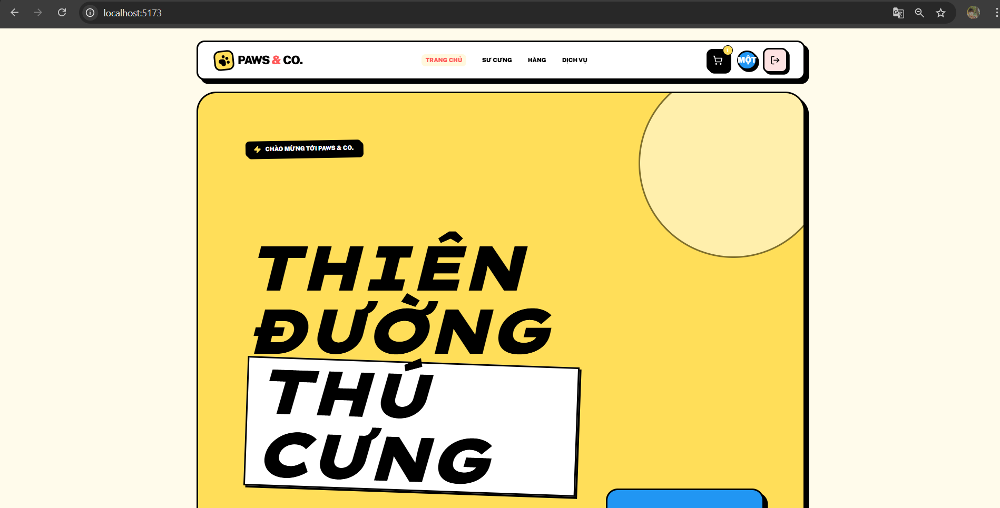 localhost:5173
PAWS & CO.
TRANG CHỦ
SƯ CƯNG
HÀNG
DỊCH VỤ
1
MỘT
CHÀO MỪNG TỚI PAWS & CO.
THIÊN
ĐƯỜNG
THÚ
CƯNG